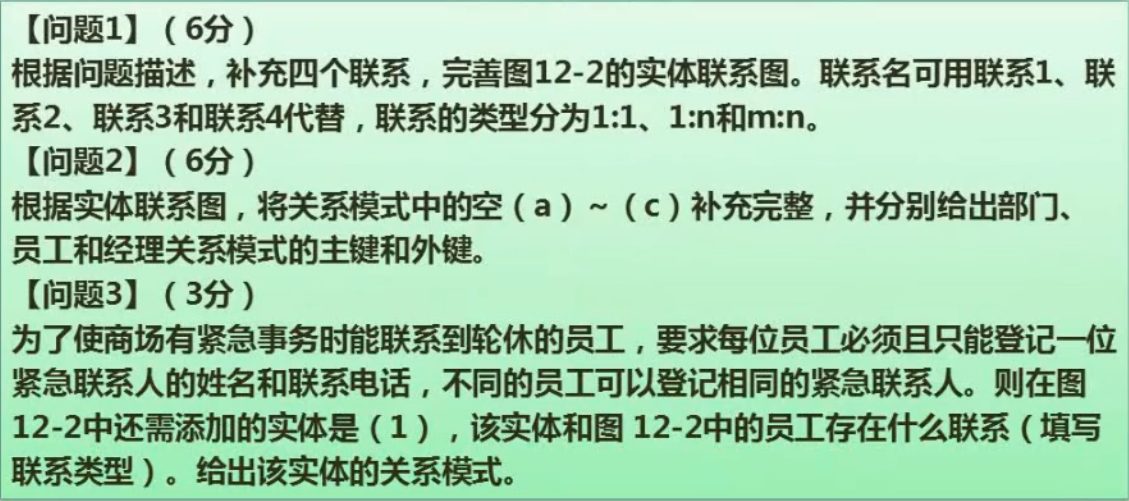 【问题1】（6分）
根据问题描述，补充四个联系，完善图12-2的实体联系图。联系名可用联系1、联
系2、联系3和联系4代替，联系的类型分为1:1、1:n和m:n。
【问题2】（6分）
根据实体联系图，将关系模式中的空（a）~（c）补充完整，并分别给出部门、
员工和经理关系模式的主键和外键。
【问题3】（3分）
为了使商场有紧急事务时能联系到轮休的员工，要求每位员工必须且只能登记一位
紧急联系人的姓名和联系电话，不同的员工可以登记相同的紧急联系人。则在图
12-2中还需添加的实体是（1），该实体和图 12-2中的员工存在什么联系（填写
联系类型）。给出该实体的关系模式。